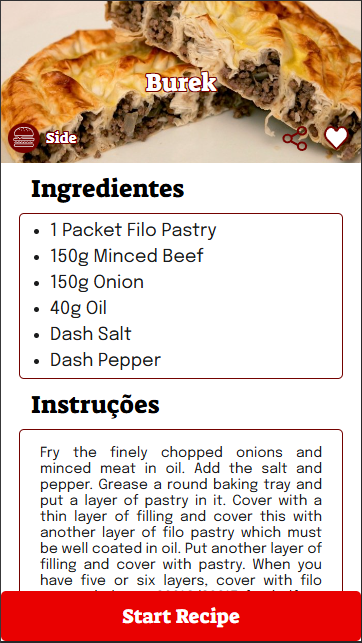 Burek
Side
Ingredientes
1 Packet Filo Pastry
150g Minced Beef
150g Onion
40g Oil
Dash Salt
Dash Pepper
Instruções
Fry the finely chopped onions and
minced meat in oil. Add the salt and
pepper. Grease a round baking tray and
put a layer of pastry in it. Cover with a
thin layer of filling and cover this with
another layer of filo pastry which must
be well coated in oil. Put another layer of
filling and cover with pastry. When you
have five or six layers, cover with filo
Start Recipe